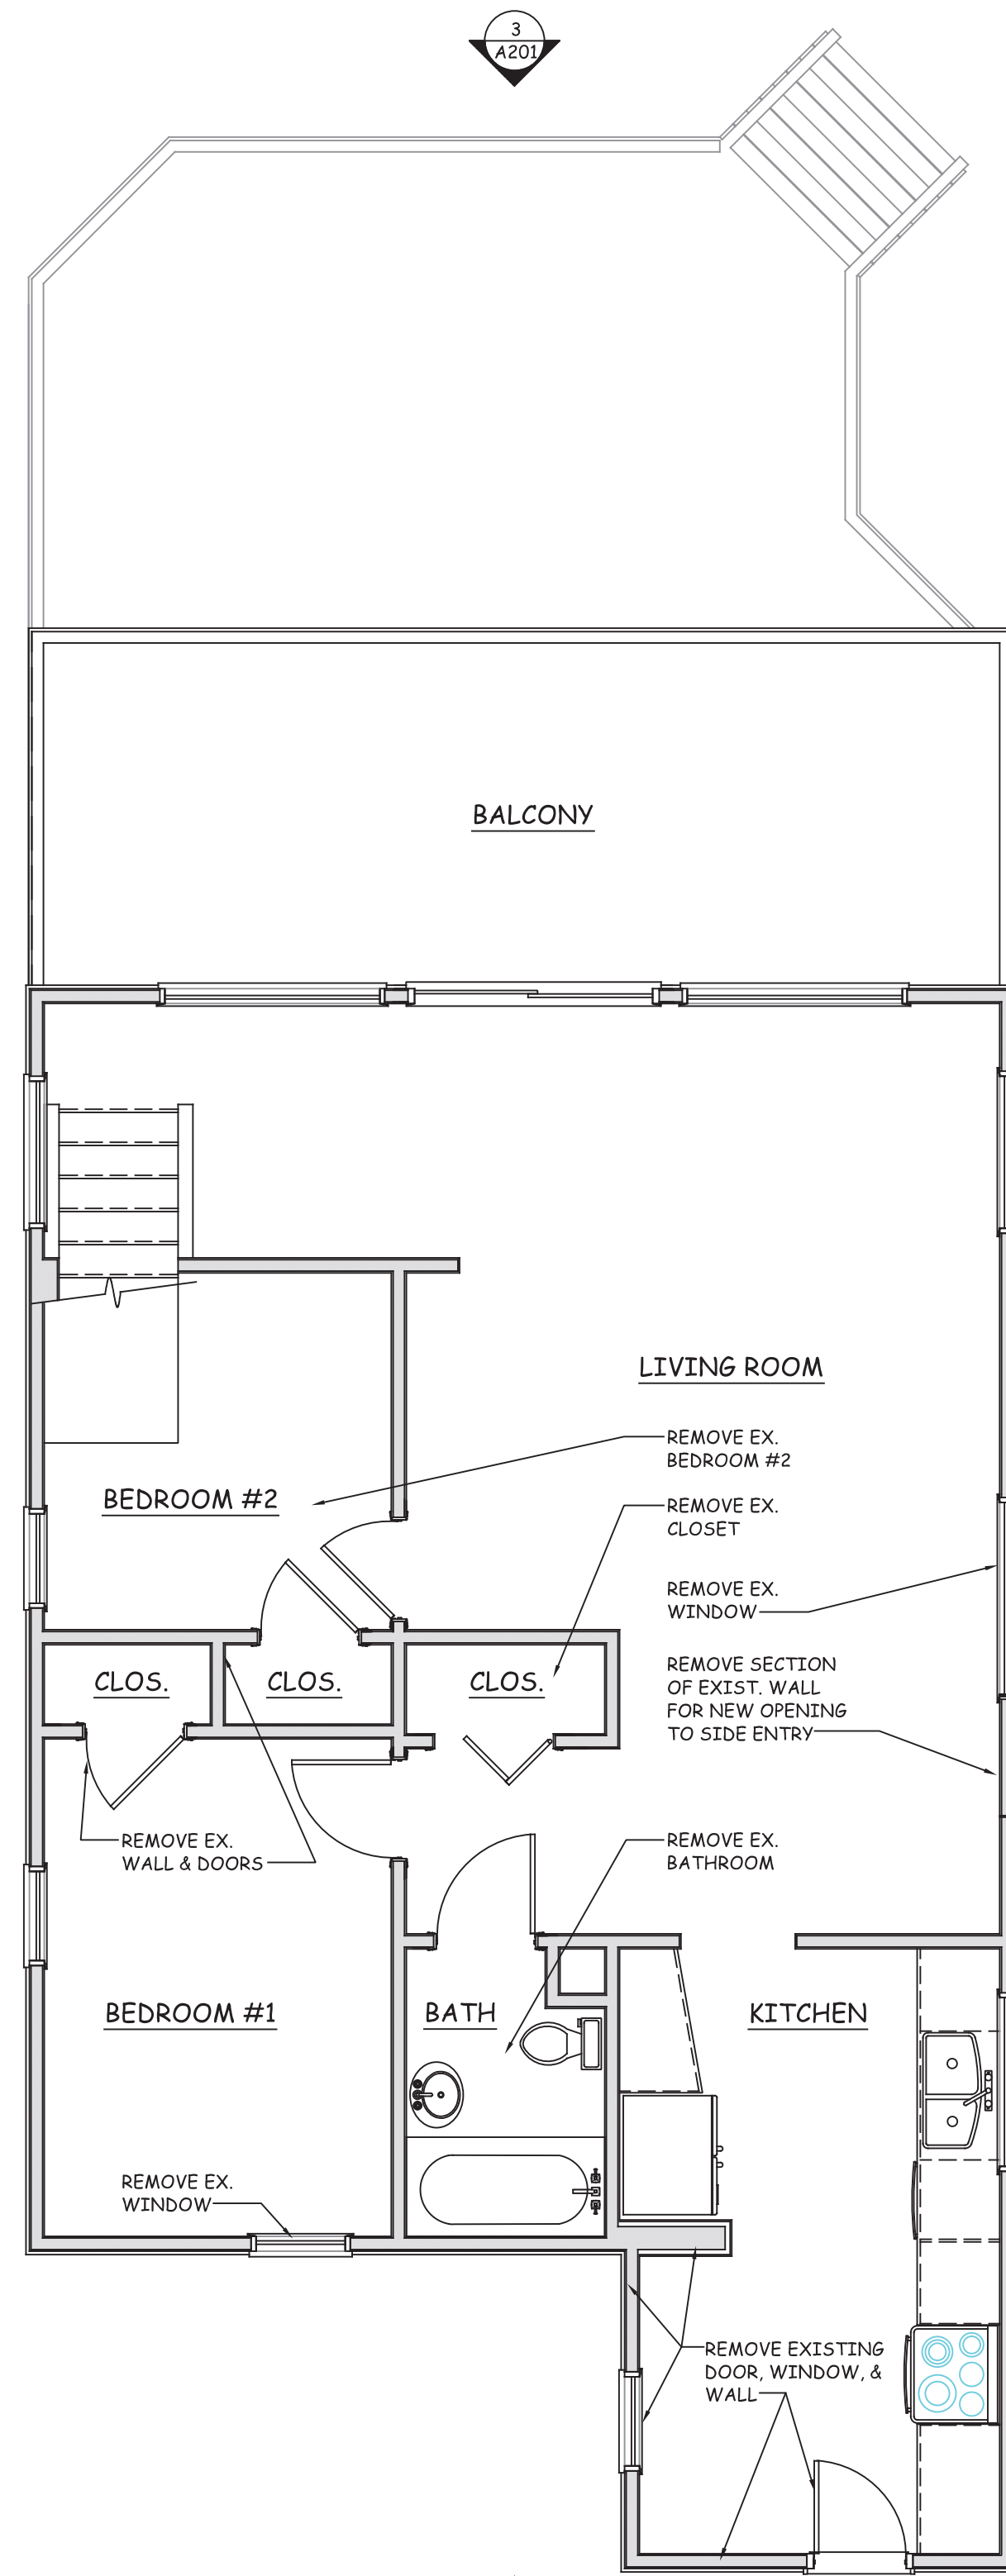 3
A201
BALCONY
LIVING ROOM
REMOVE EX.
BEDROOM #2
BEDROOM #2
REMOVE EX.
CLOSET
REMOVE EX.
WINDOW
REMOVE SECTION
OF EXIST. WALL
FOR NEW OPENING
TO SIDE ENTRY
CLOS.
CLOS.
CLOS.
REMOVE EX.
WALL & DOORS
REMOVE EX.
BATHROOM
BEDROOM #1
BATH
KITCHEN
REMOVE EX.
WINDOW
REMOVE EXISTING
DOOR, WINDOW, &
WALL